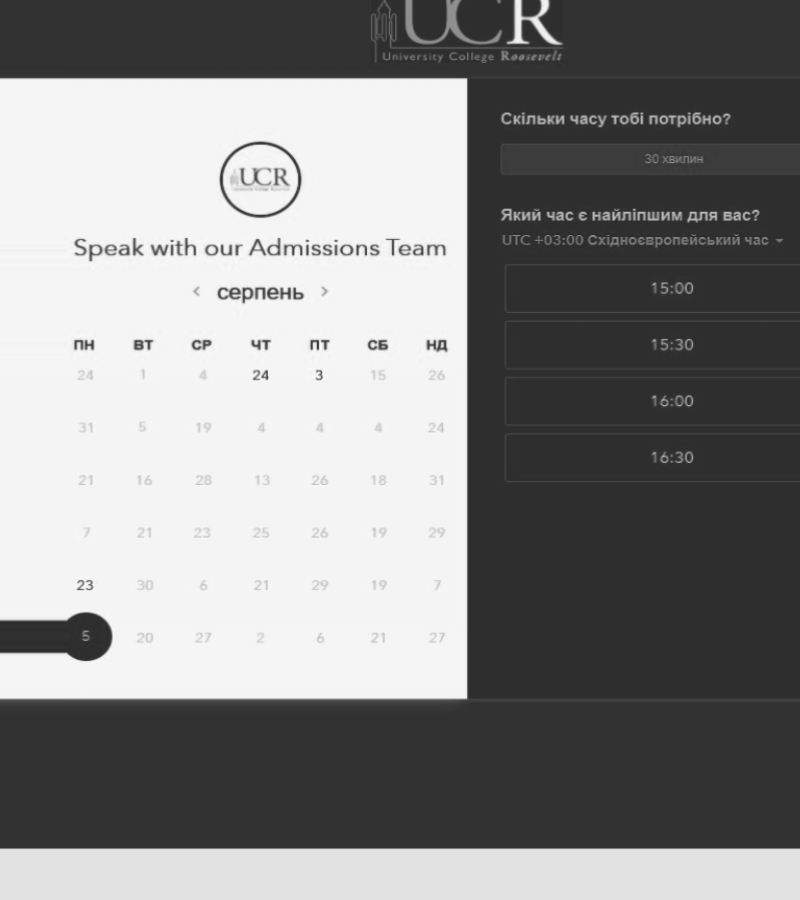 UCR
University College Roosevelt
UCR
Speak with our Admissions Team
< серпень >
ПН ВТ СР ЧТ ПТ СБ НД
24 1 4 24 3 15 26
31 5 19 4 4 4 24
21 16 28 13 26 18 31
7 21 23 25 26 19 29
23 30 6 21 29 19 7
5 20 27 2 6 21 27
Скільки часу тобі потрібно?
30 хвилин
Який час є найліпшим для вас?
UTC +03:00 Східноєвропейський час
15:00
15:30
16:00
16:30